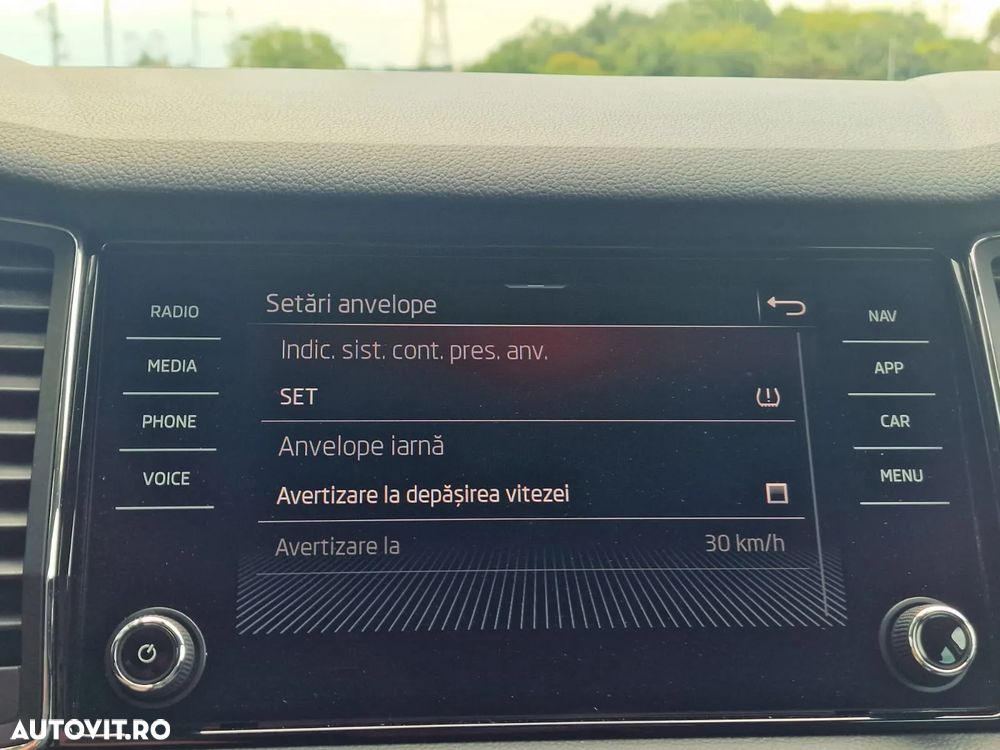 RADIO
MEDIA
PHONE
VOICE
Setări anvelope
Indic. sist. cont. pres. anv.
SET
Anvelope iarnă
Avertizare la depășirea vitezei
Avertizare la 30 km/h
NAV
APP
CAR
MENU
AUTOVIT.RO